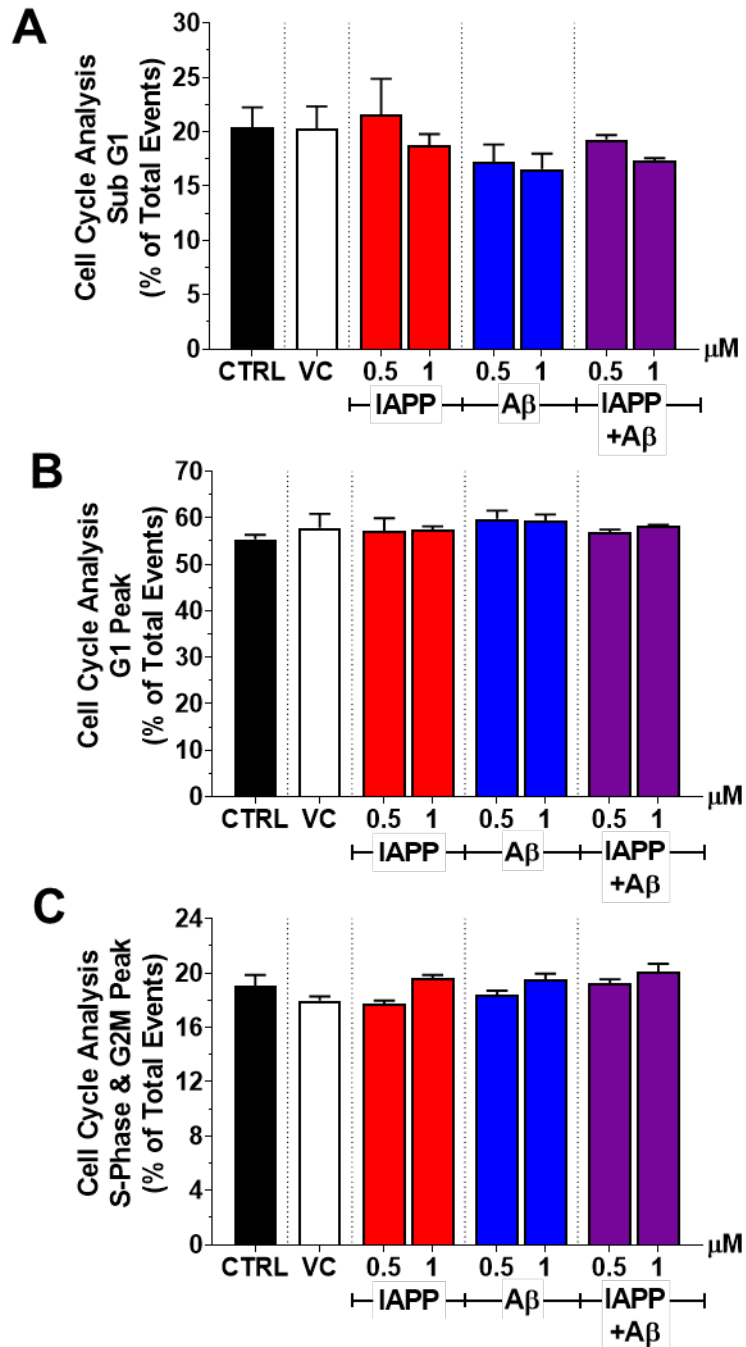 A
Cell Cycle Analysis
Sub G1
(% of Total Events)
30
25
20
15
10
5
0
CTRL VC 0.5 1 0.5 1 0.5 1 μM
IAPP Aβ IAPP
+Aβ
B
Cell Cycle Analysis
G1 Peak
(% of Total Events)
70
60
50
40
30
20
10
0
CTRL VC 0.5 1 0.5 1 0.5 1 μM
IAPP Aβ IAPP
+Aβ
C
Cell Cycle Analysis
S-Phase & G2M Peak
(% of Total Events)
24
20
16
12
8
4
0
CTRL VC 0.5 1 0.5 1 0.5 1 μM
IAPP Aβ IAPP
+Aβ